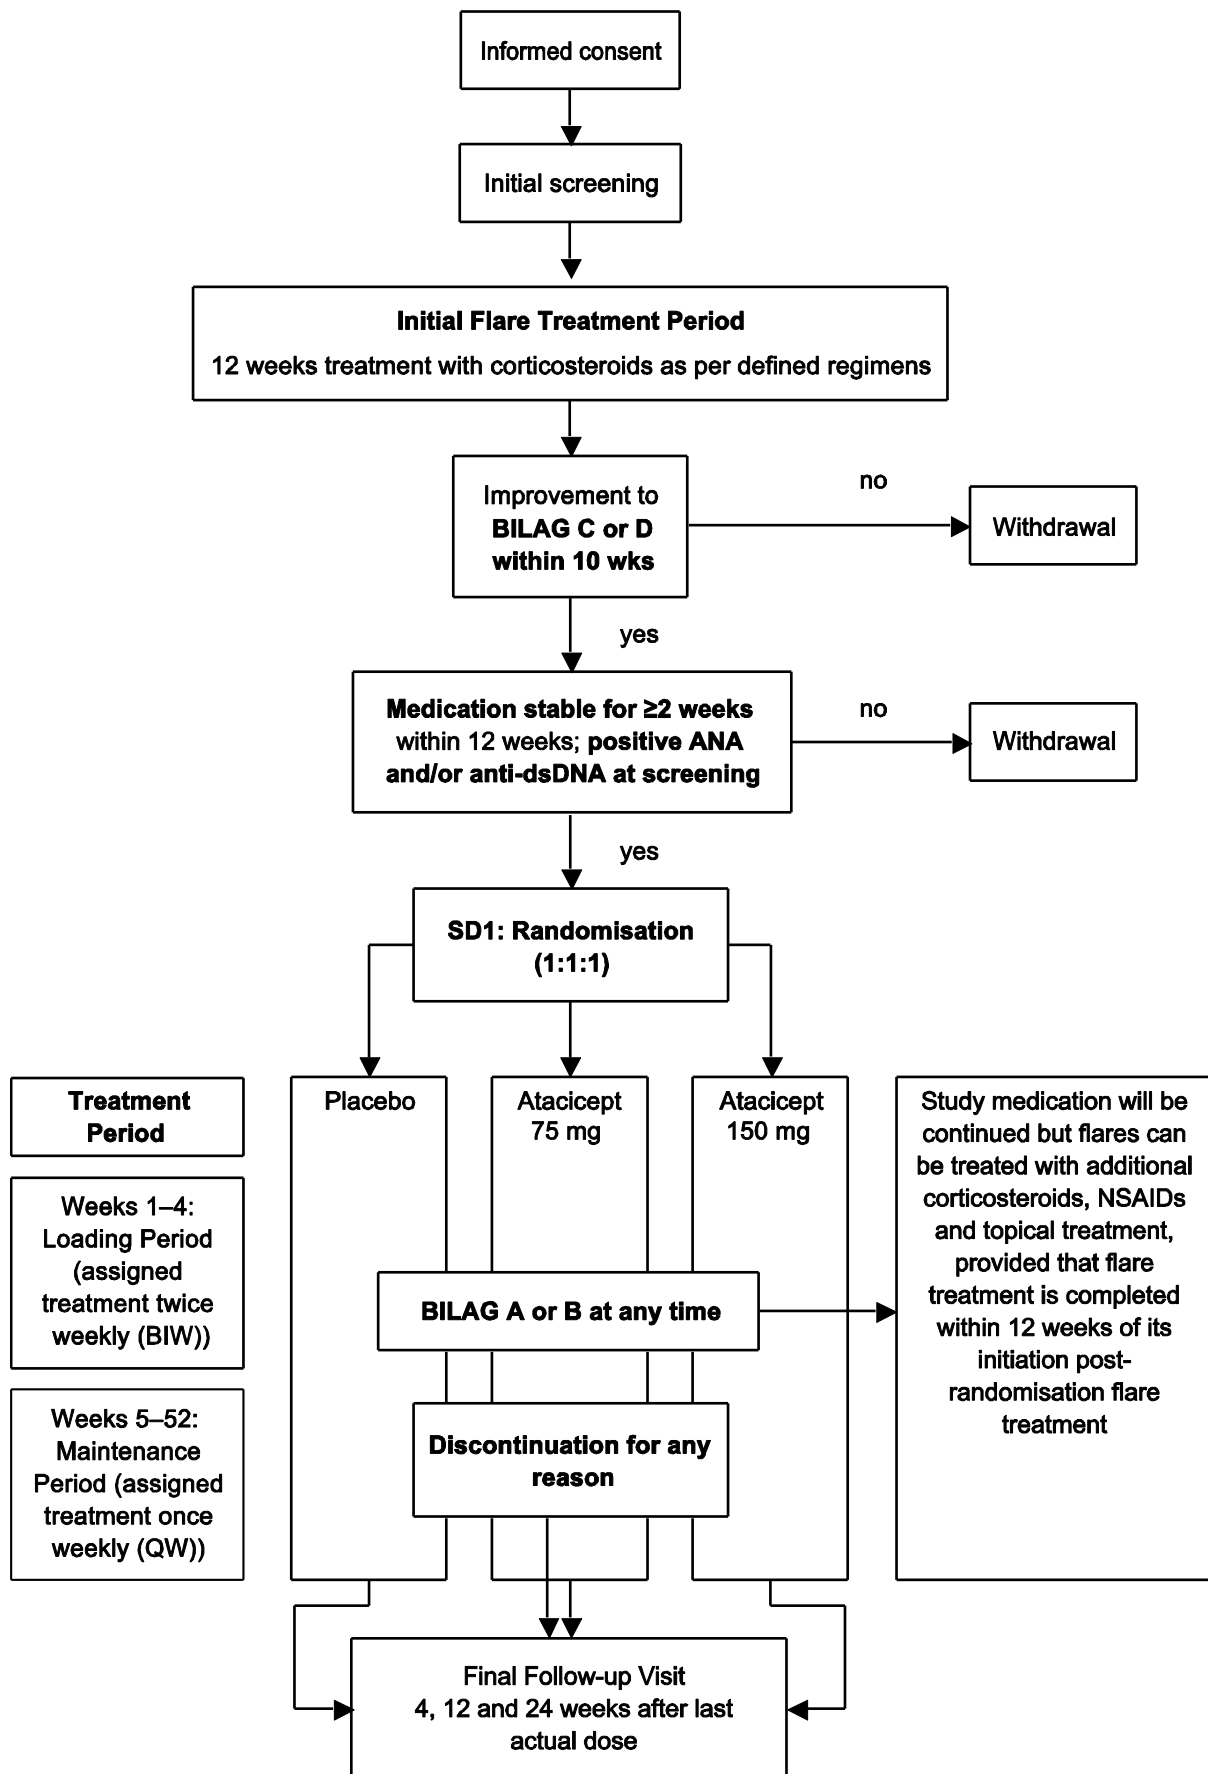 Informed consent
Initial screening
Initial Flare Treatment Period
12 weeks treatment with corticosteroids as per defined regimens
Improvement to
BILAG C or D
within 10 wks
no
Withdrawal
yes
Medication stable for ≥2 weeks
within 12 weeks; positive ANA
and/or anti-dsDNA at screening
no
Withdrawal
yes
SD1: Randomisation
(1:1:1)
Treatment
Period
Weeks 1–4:
Loading Period
(assigned
treatment twice
weekly (BIW))
Weeks 5–52:
Maintenance
Period (assigned
treatment once
weekly (QW))
Placebo
Atacicept
75 mg
Atacicept
150 mg
BILAG A or B at any time
Discontinuation for any
reason
Study medication will be
continued but flares can
be treated with additional
corticosteroids, NSAIDs
and topical treatment,
provided that flare
treatment is completed
within 12 weeks of its
initiation post-
randomisation flare
treatment
Final Follow-up Visit
4, 12 and 24 weeks after last
actual dose